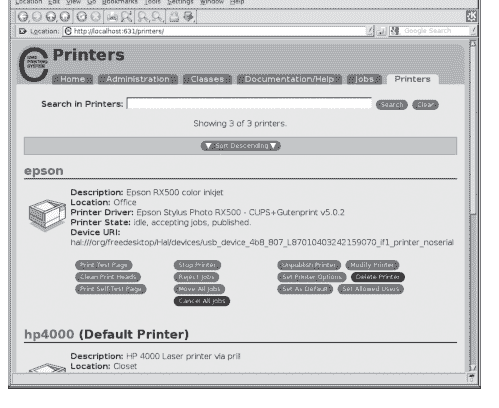 Location Edit View Go Bookmarks Tools Settings Window Help
Location: http://localhost:631/printers/
Google Search
Printers
Home Administration Classes Documentation/Help Jobs Printers
Search in Printers: Search Clear
Showing 3 of 3 printers.
▼ Sort Descending ▼
epson
Description: Epson RX500 color inkjet
Location: Office
Printer Driver: Epson Stylus Photo RX500 - CUPS+Gutenprint v5.0.2
Printer State: idle, accepting jobs, published.
Device URI:
hal:///org/freedesktop/Hal/devices/usb_device_4b8_807_L87010403242159070_if1_printer_noserial
Print Test Page Stop Printer Unpublish Printer Modify Printer
Clean Print Heads Reject Jobs Set Printer Options Delete Printer
Print Self-Test Page Move All Jobs Set As Default Set Allowed Users
Cancel All Jobs
hp4000 (Default Printer)
Description: HP 4000 Laser printer via prill
Location: Closet